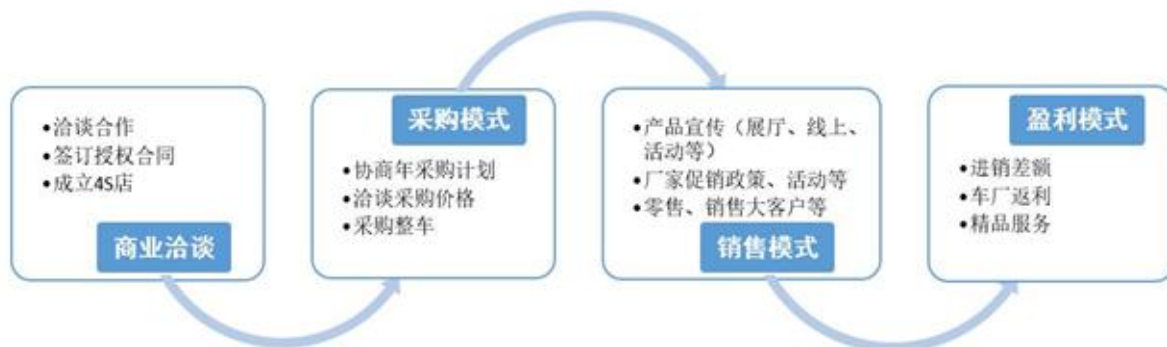 •洽谈合作
•签订授权合同
•成立4S店
商业洽谈
采购模式
•协商年采购计划
•洽谈采购价格
•采购整车
•产品宣传（展厅、线上、
活动等）
•厂家促销政策、活动等
•零售、销售大客户等
销售模式
盈利模式
•进销差额
•车厂返利
•精品服务